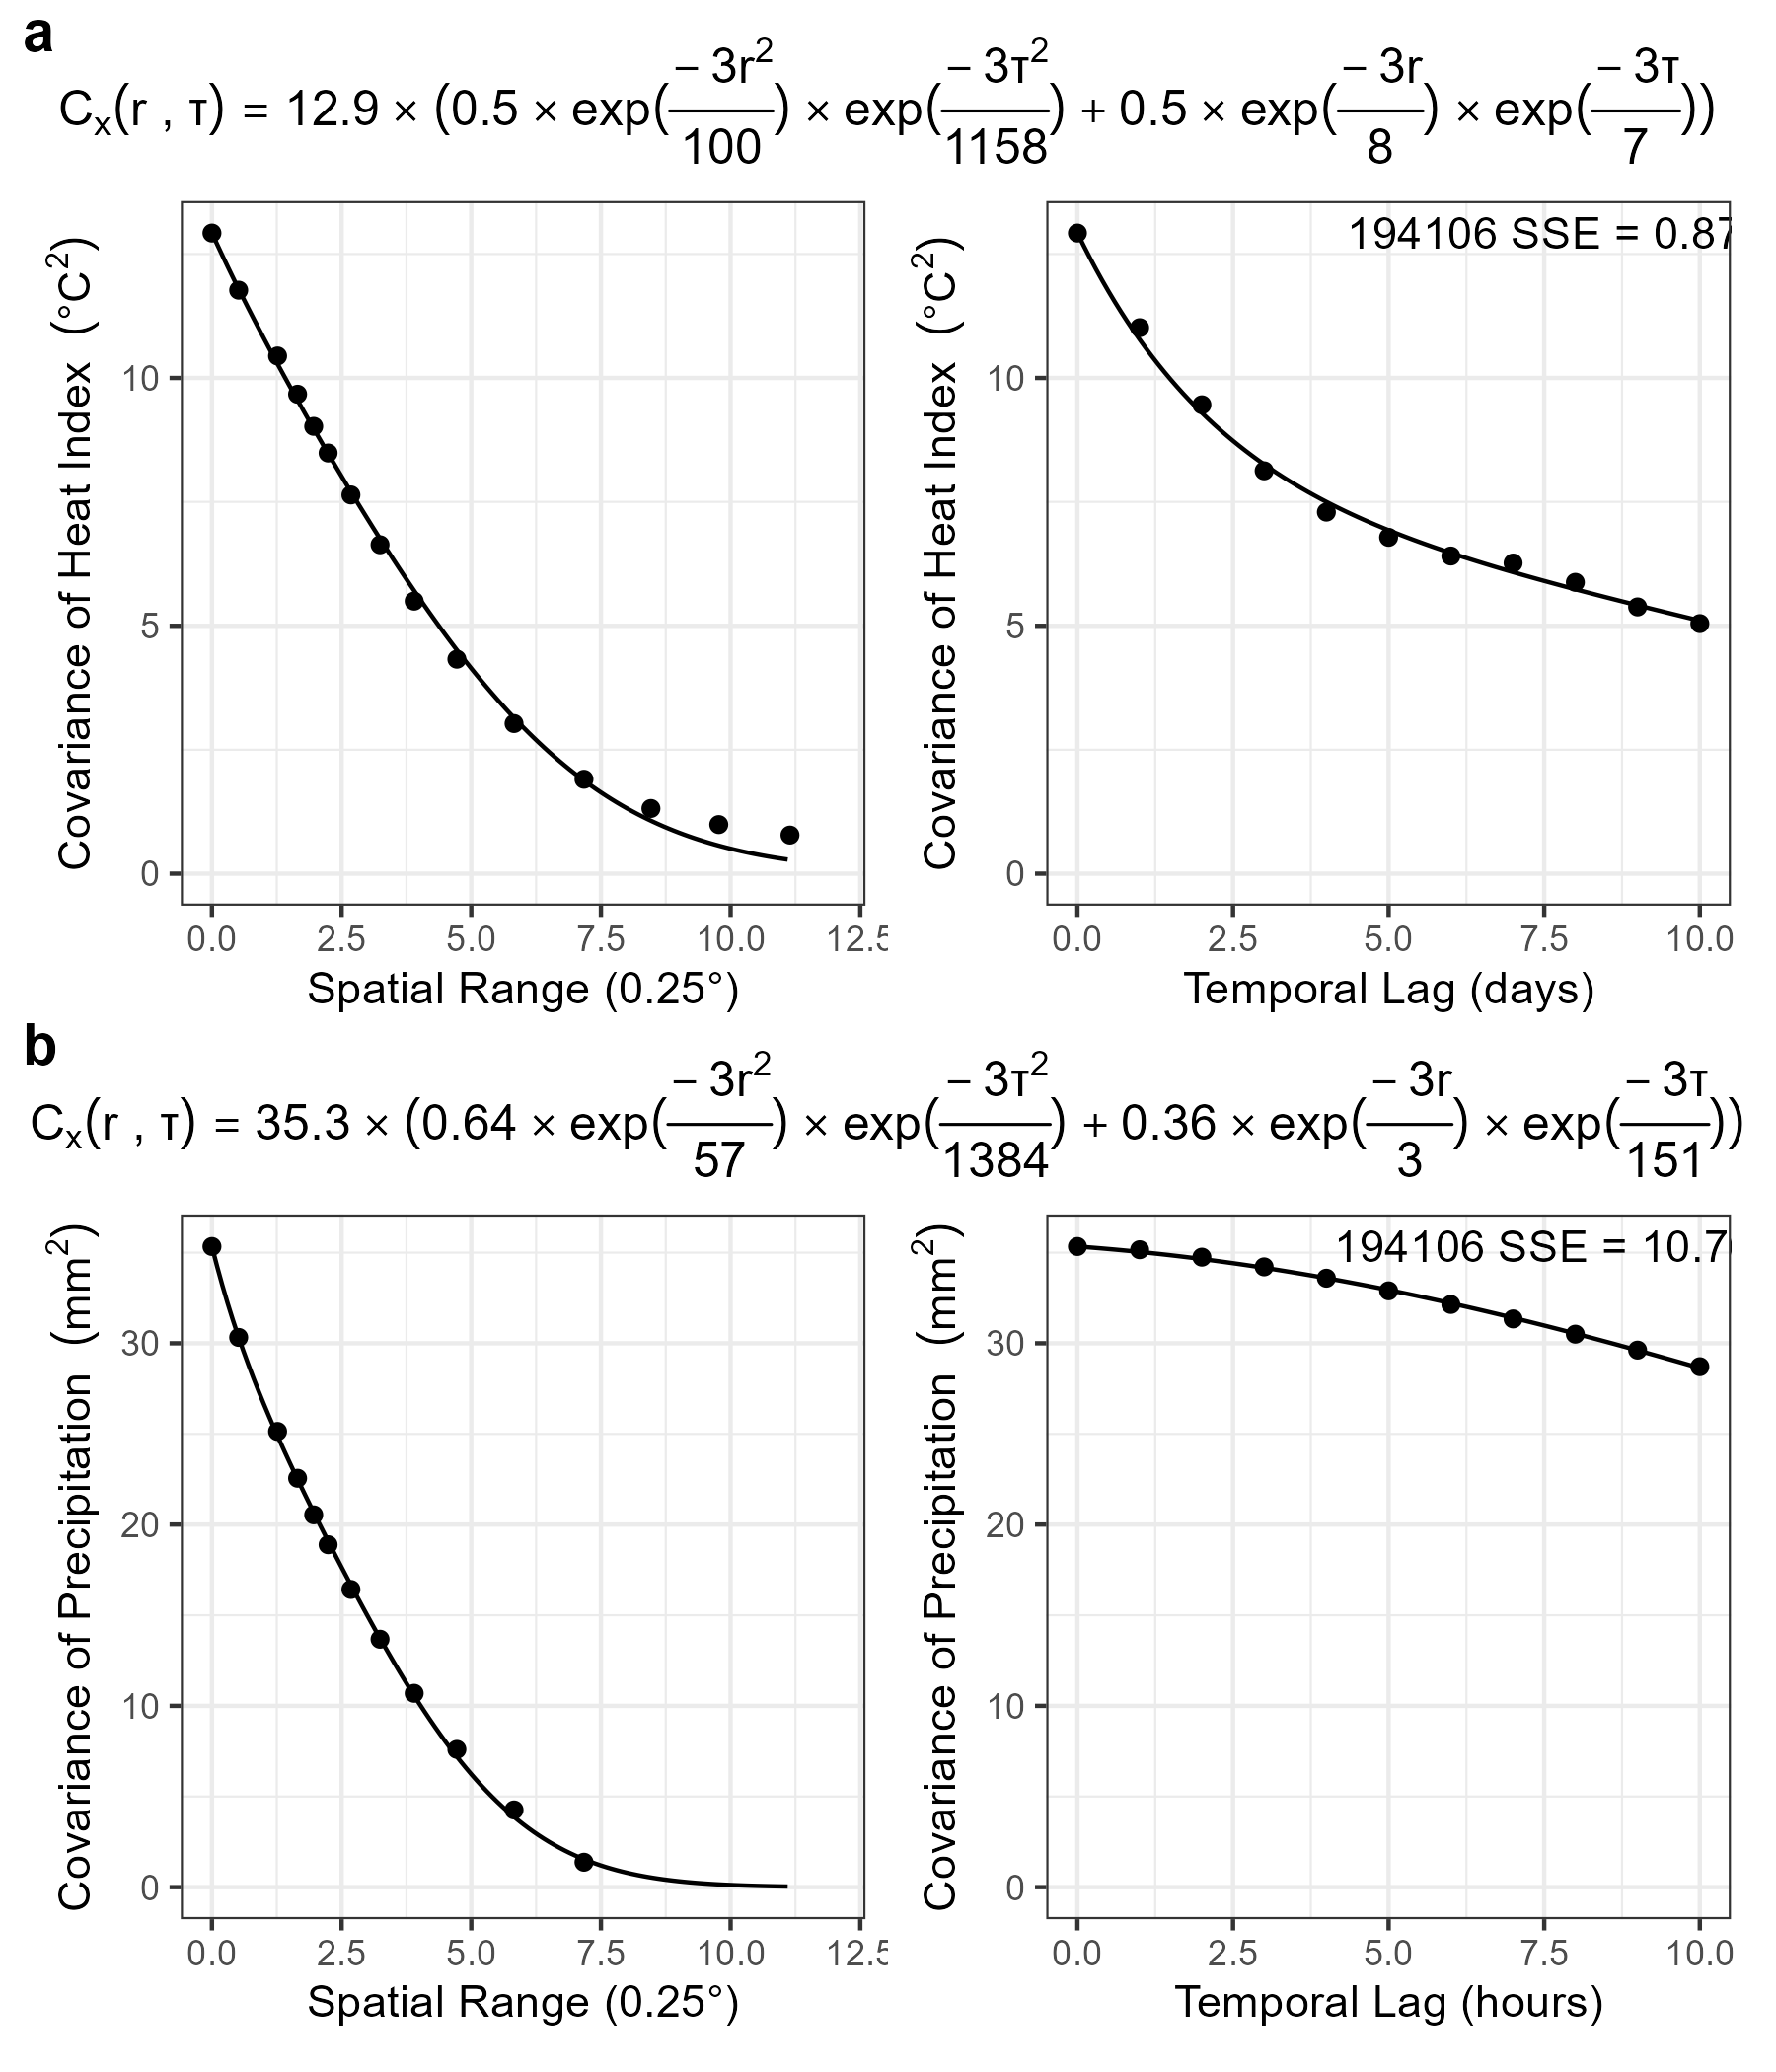 a
Cₓ(r , τ) = 12.9 × (0.5 × exp(− 3r²/100) × exp(− 3τ²/1158) + 0.5 × exp(− 3r/8) × exp(− 3τ/7))
Covariance of Heat Index (°C²)
10
5
0
0.0 2.5 5.0 7.5 10.0 12.5
Spatial Range (0.25°)
194106 SSE = 0.87
Covariance of Heat Index (°C²)
10
5
0
0.0 2.5 5.0 7.5 10.0
Temporal Lag (days)
b
Cₓ(r , τ) = 35.3 × (0.64 × exp(− 3r²/57) × exp(− 3τ²/1384) + 0.36 × exp(− 3r/3) × exp(− 3τ/151))
Covariance of Precipitation (mm²)
30
20
10
0
0.0 2.5 5.0 7.5 10.0 12.5
Spatial Range (0.25°)
194106 SSE = 10.7
Covariance of Precipitation (mm²)
30
20
10
0
0.0 2.5 5.0 7.5 10.0
Temporal Lag (hours)